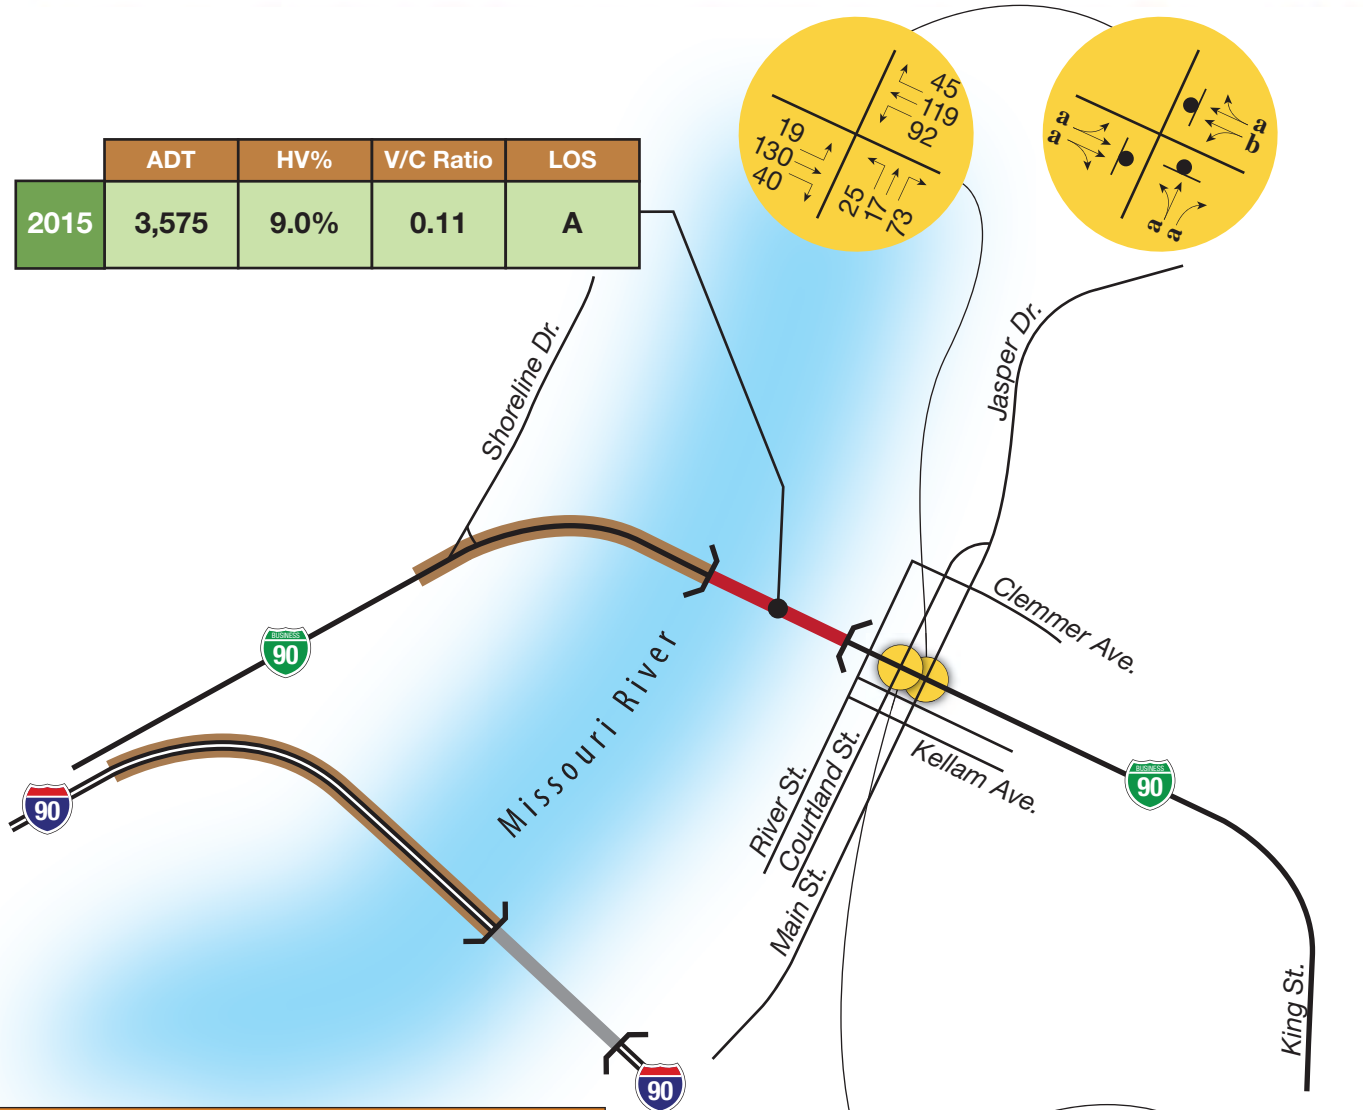 ADT HV% V/C Ratio LOS
2015 3,575 9.0% 0.11 A
45
119
92
19
130
40
25
17
73
a
a
a
b
a
a
Shoreline Dr.
Jasper Dr.
Clemmer Ave.
BUSINESS
90
Missouri River
Kellam Ave.
River St.
Courtland St.
Main St.
BUSINESS
90
90
King St.
90